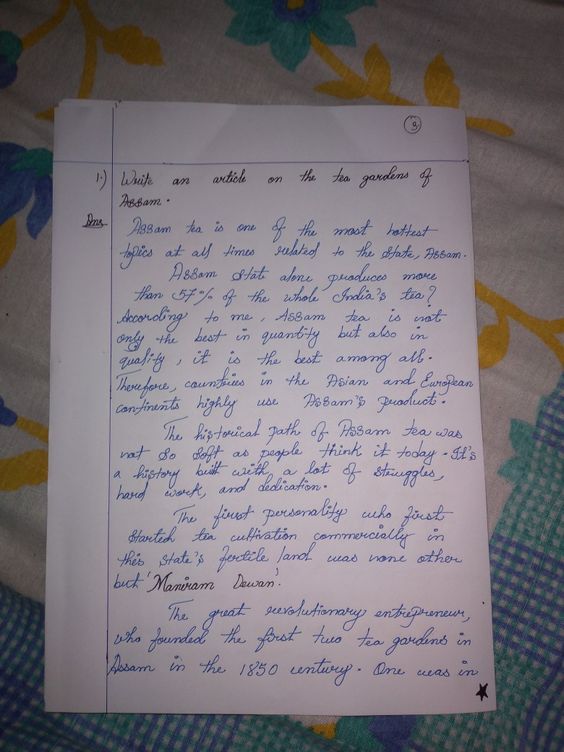 3
1.) Write an article on the tea gardens of
Assam.
Ans Assam tea is one of the most hottest
topics at all times related to the state, Assam.
Assam State alone produces more
than 57% of the whole India's tea?
According to me, Assam tea is not
only the best in quantity but also in
quality, it is the best among all.
Therefore, countries in the Asian and European
continents highly use Assam's product.
The historical path of Assam tea was
not so soft as people think it today. It's
a history built with, a lot of struggles,
hard work, and dedication.
The first personality who first
started tea cultivation commercially in
this state's fertile land was none other
but 'Maniram Dewan.'
The great revolutionary entrepreneur,
who founded the first two tea gardens in
Assam in the 1850 century. One was in